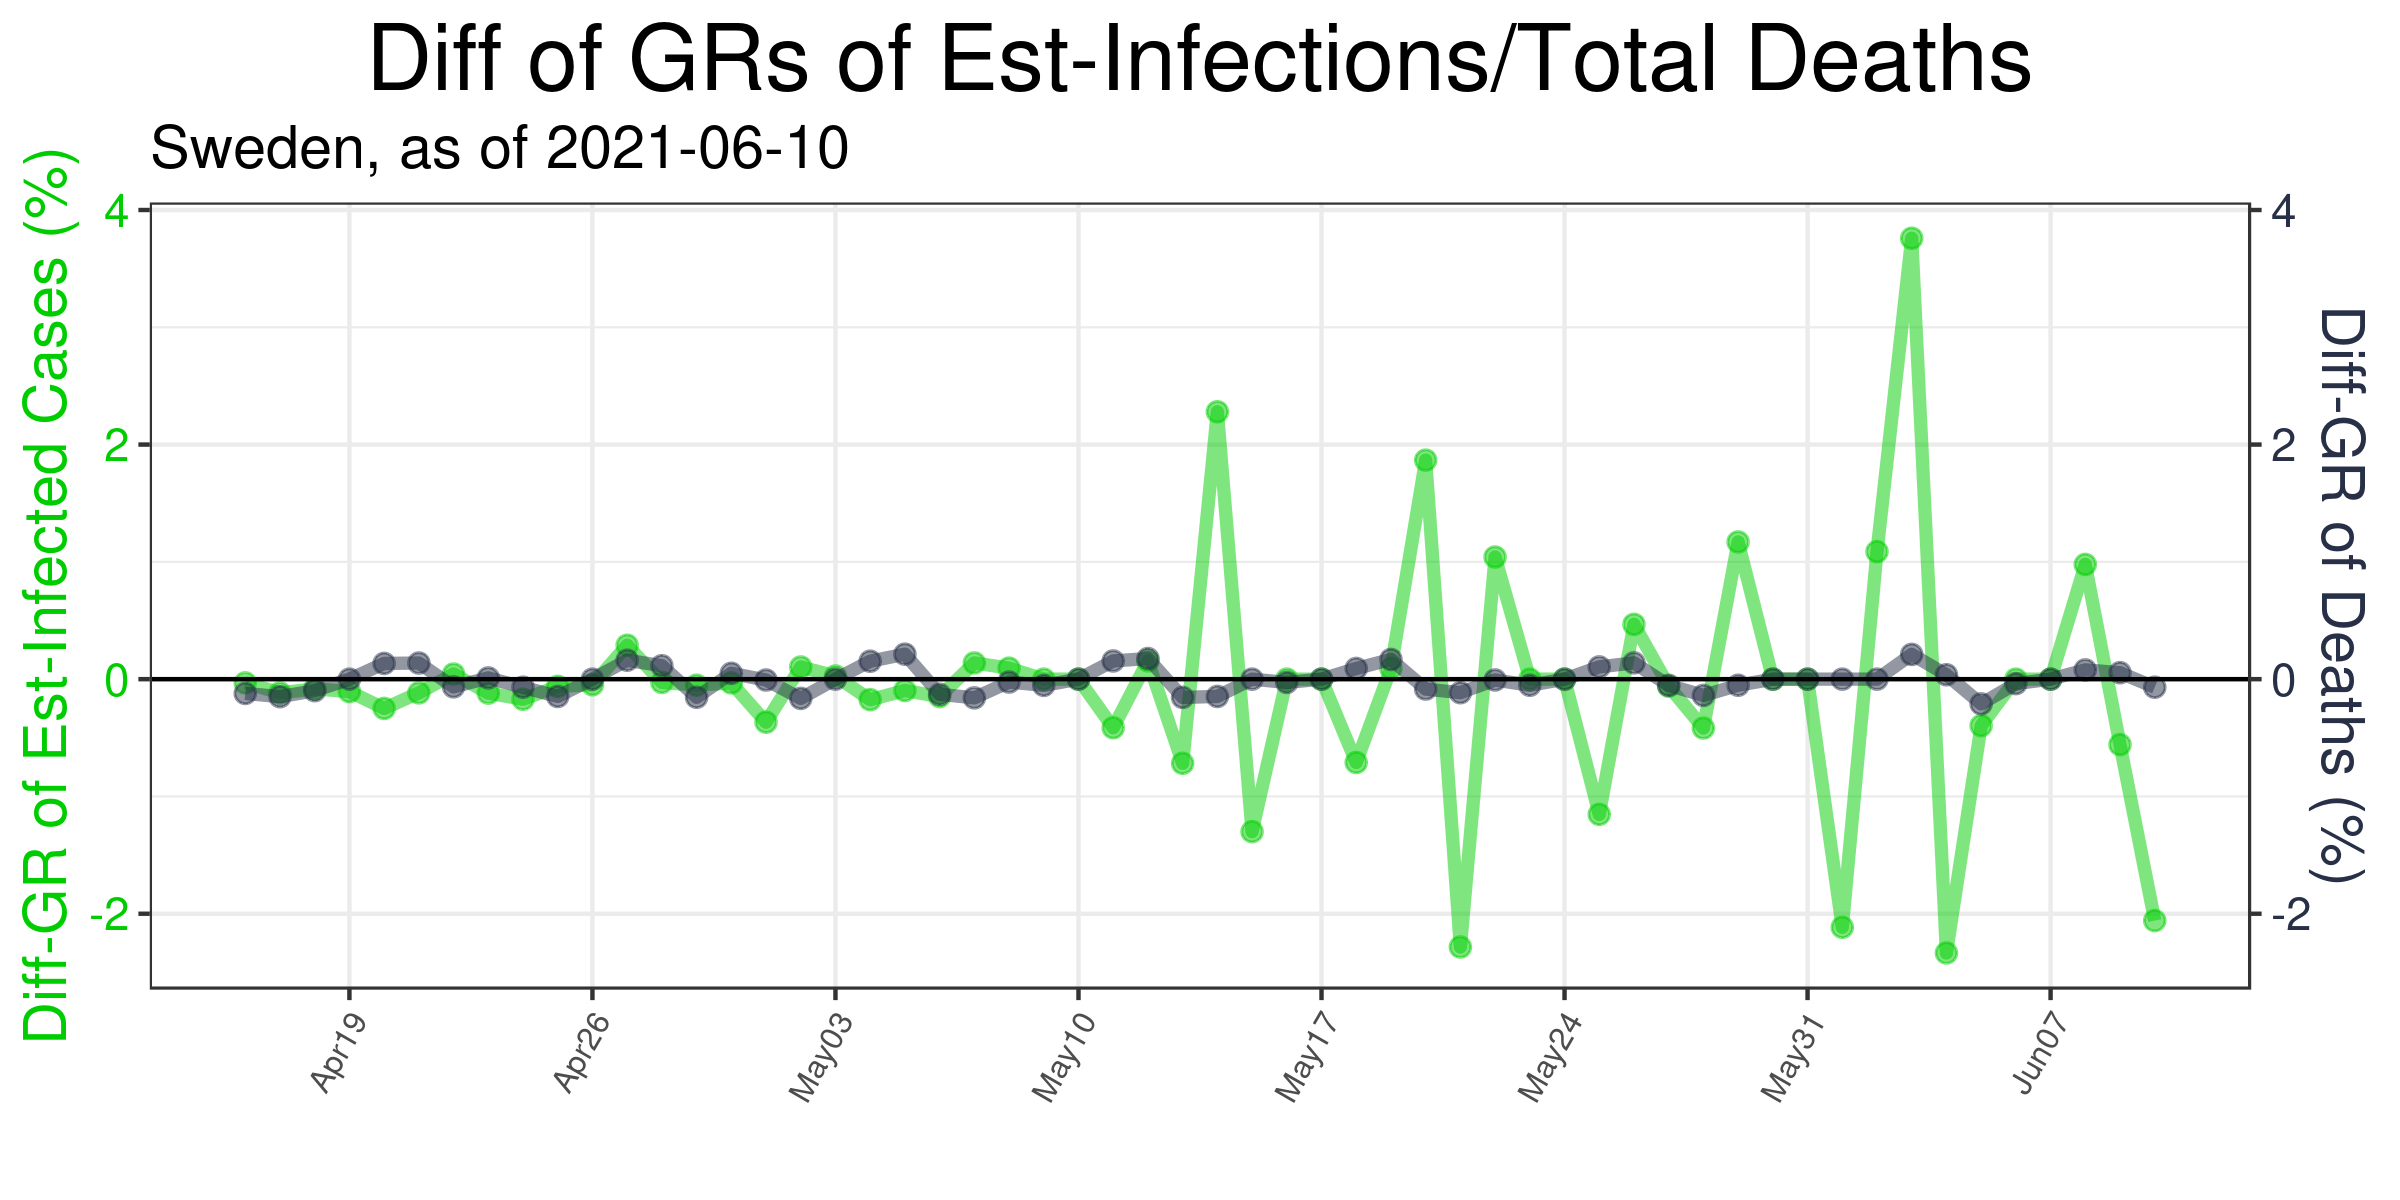 Diff of GRs of Est-Infections/Total Deaths
Sweden, as of 2021-06-10
Diff-GR of Est-Infected Cases (%)
4
2
0
-2
4
2
0
-2
Diff-GR of Deaths (%)
Apr19
Apr26
May03
May10
May17
May24
May31
Jun07